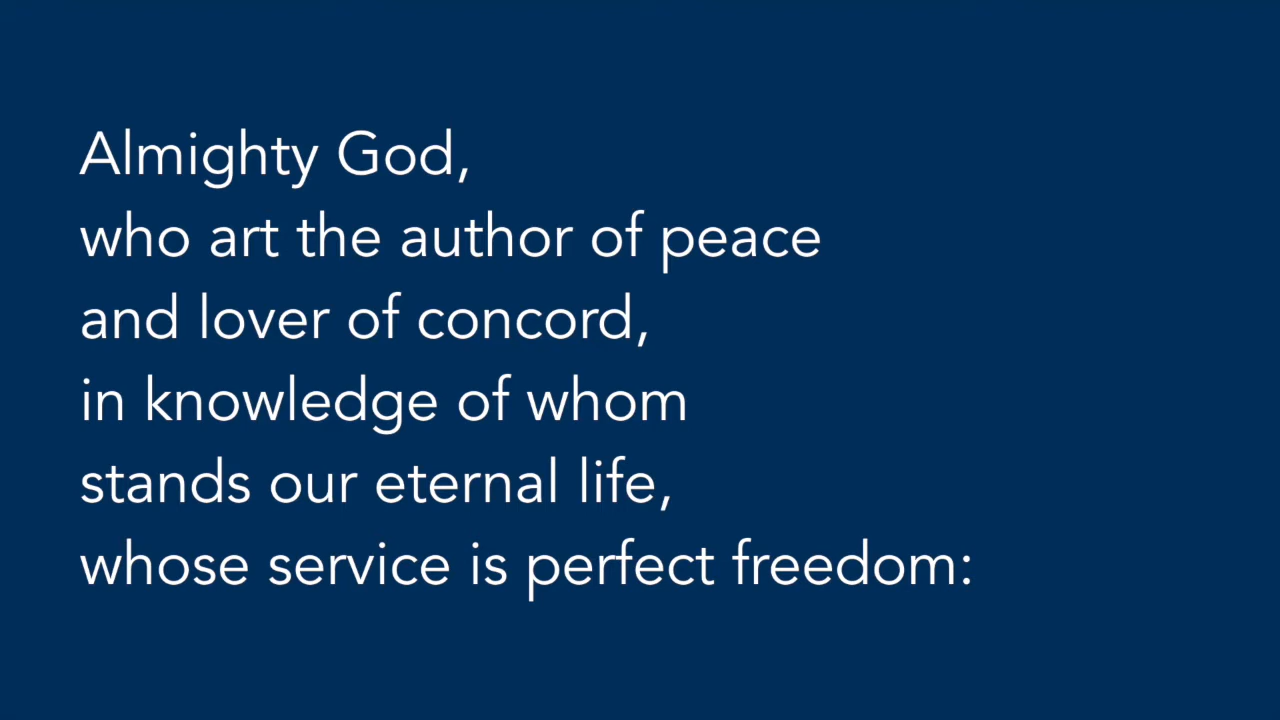 Almighty God,
who art the author of peace
and lover of concord,
in knowledge of whom
stands our eternal life,
whose service is perfect freedom: